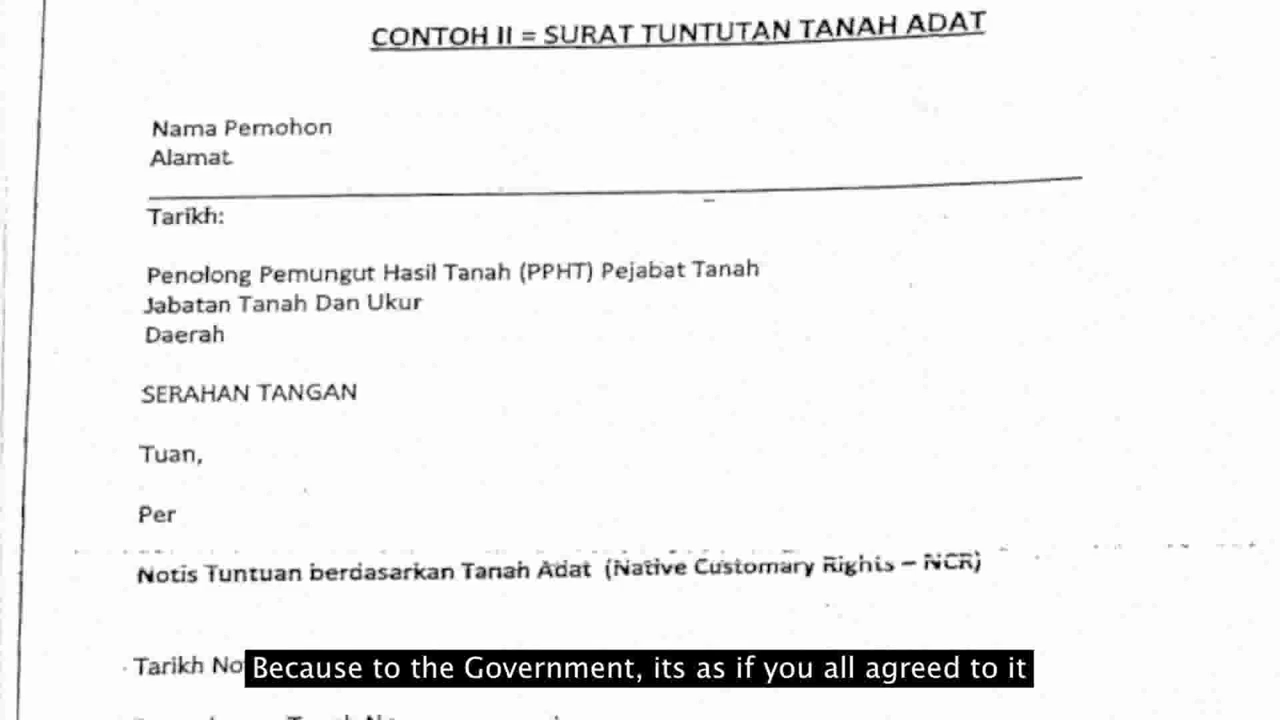 CONTOH II = SURAT TUNTUTAN TANAH ADAT
Nama Pemohon
Alamat
Tarikh:
Penolong Pemungut Hasil Tanah (PPHT) Pejabat Tanah
Jabatan Tanah Dan Ukur
Daerah
SERAHAN TANGAN
Tuan,
Per
Notis Tuntuan berdasarkan Tanah Adat (Native Customary Rights – NCR)
Tarikh
Because to the Government, its as if you all agreed to it